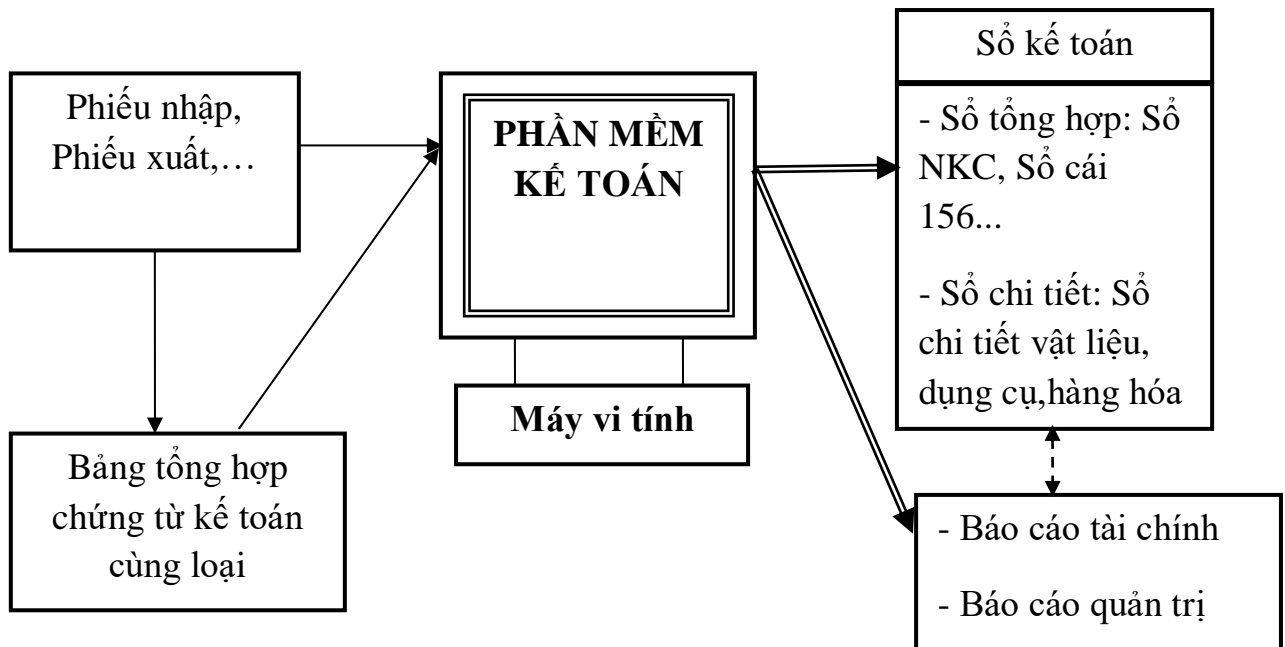 Phiếu nhập,
Phiếu xuất,…
Bảng tổng hợp
chứng từ kế toán
cùng loại
PHẦN MỀM
KẾ TOÁN
Máy vi tính
Sổ kế toán
- Sổ tổng hợp: Sổ
NKC, Sổ cái
156...
- Sổ chi tiết: Sổ
chi tiết vật liệu,
dụng cụ,hàng hóa
- Báo cáo tài chính
- Báo cáo quản trị